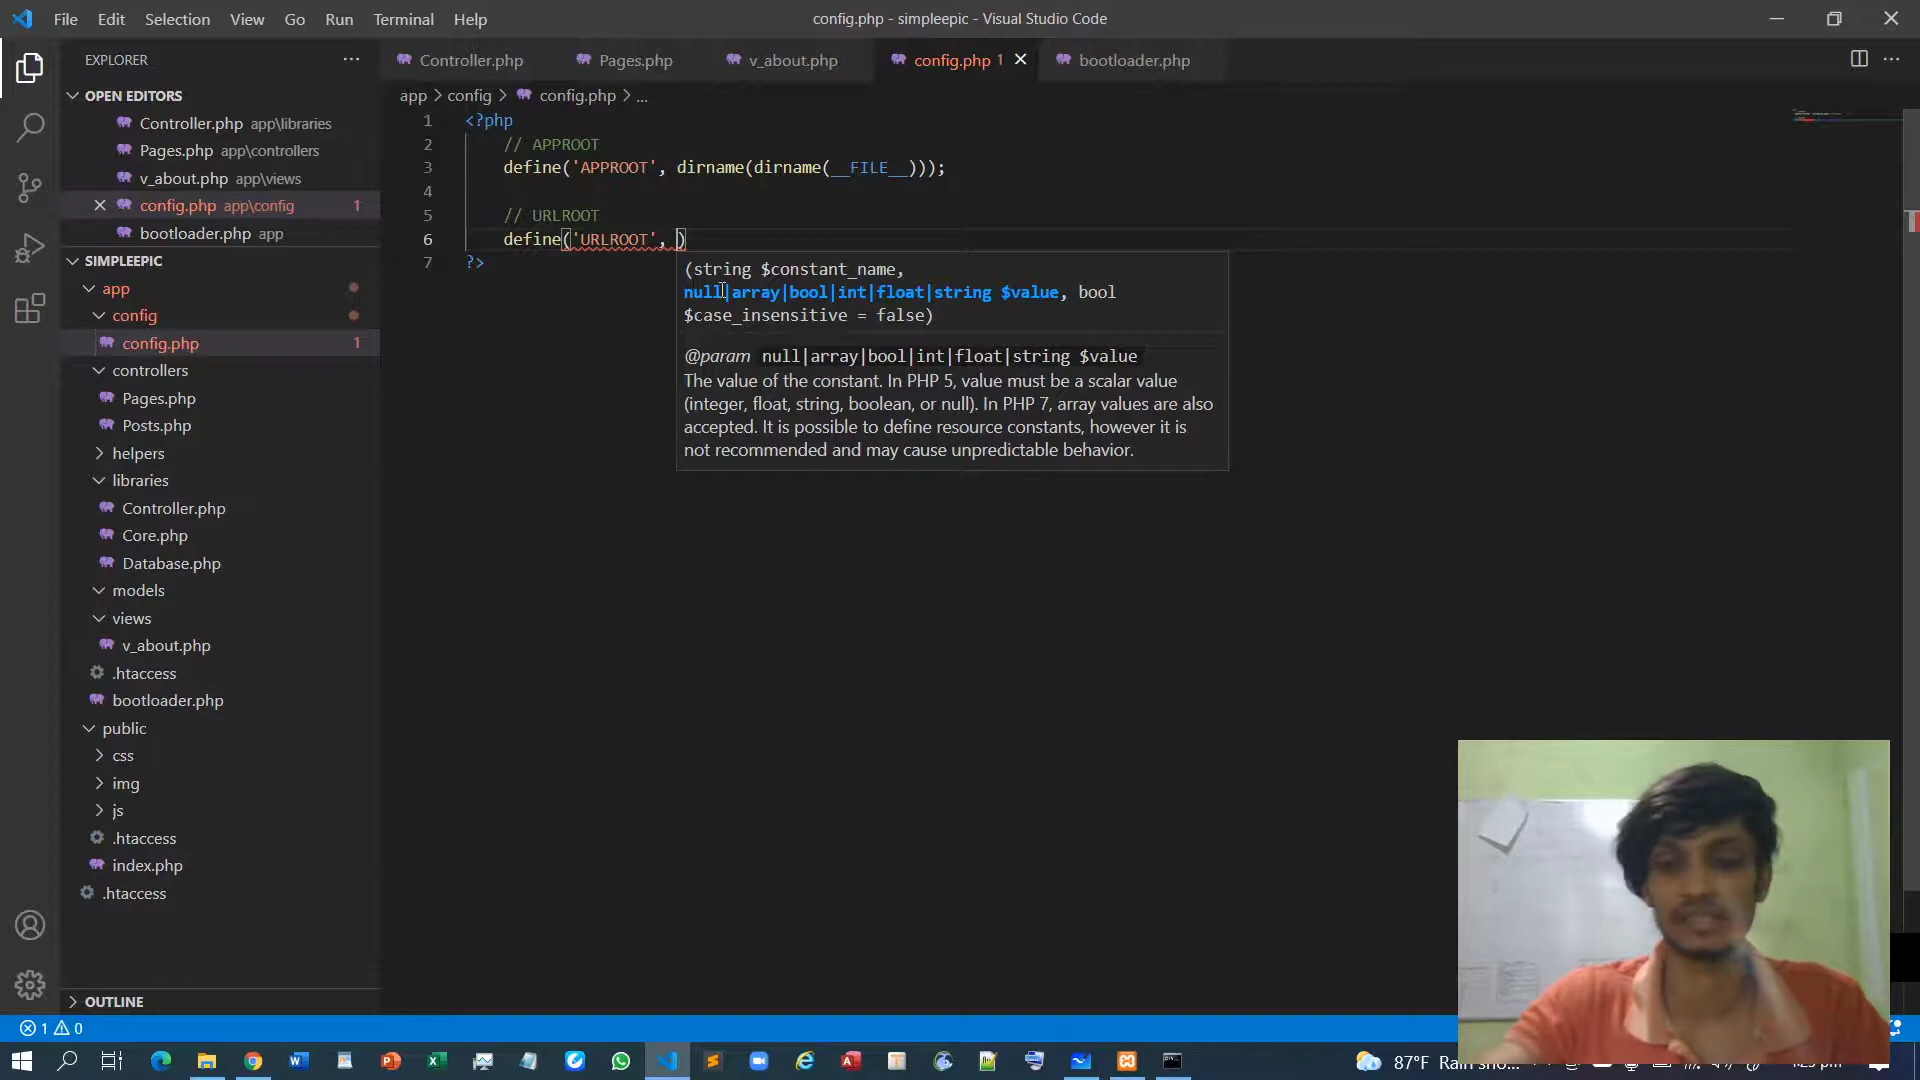 File Edit Selection View Go Run Terminal Help
config.php - simpleepic - Visual Studio Code
EXPLORER
OPEN EDITORS
Controller.php app\libraries
Pages.php app\controllers
v_about.php app\views
config.php app\config 1
bootloader.php app
SIMPLEEPIC
app
config
config.php 1
controllers
Pages.php
Posts.php
helpers
libraries
Controller.php
Core.php
Database.php
models
views
v_about.php
.htaccess
bootloader.php
public
css
img
js
.htaccess
index.php
.htaccess
OUTLINE
Controller.php Pages.php v_about.php config.php 1 bootloader.php
app > config > config.php > ...
1 <?php
2 // APPROOT
3 define('APPROOT', dirname(dirname(__FILE__)));
4
5 // URLROOT
6 define('URLROOT', )
7 ?>
(string $constant_name,
null|array|bool|int|float|string $value, bool
$case_insensitive = false)
@param null|array|bool|int|float|string $value
The value of the constant. In PHP 5, value must be a scalar value
(integer, float, string, boolean, or null). In PHP 7, array values are also
accepted. It is possible to define resource constants, however it is
not recommended and may cause unpredictable behavior.
1 0
87°F Rain sho...